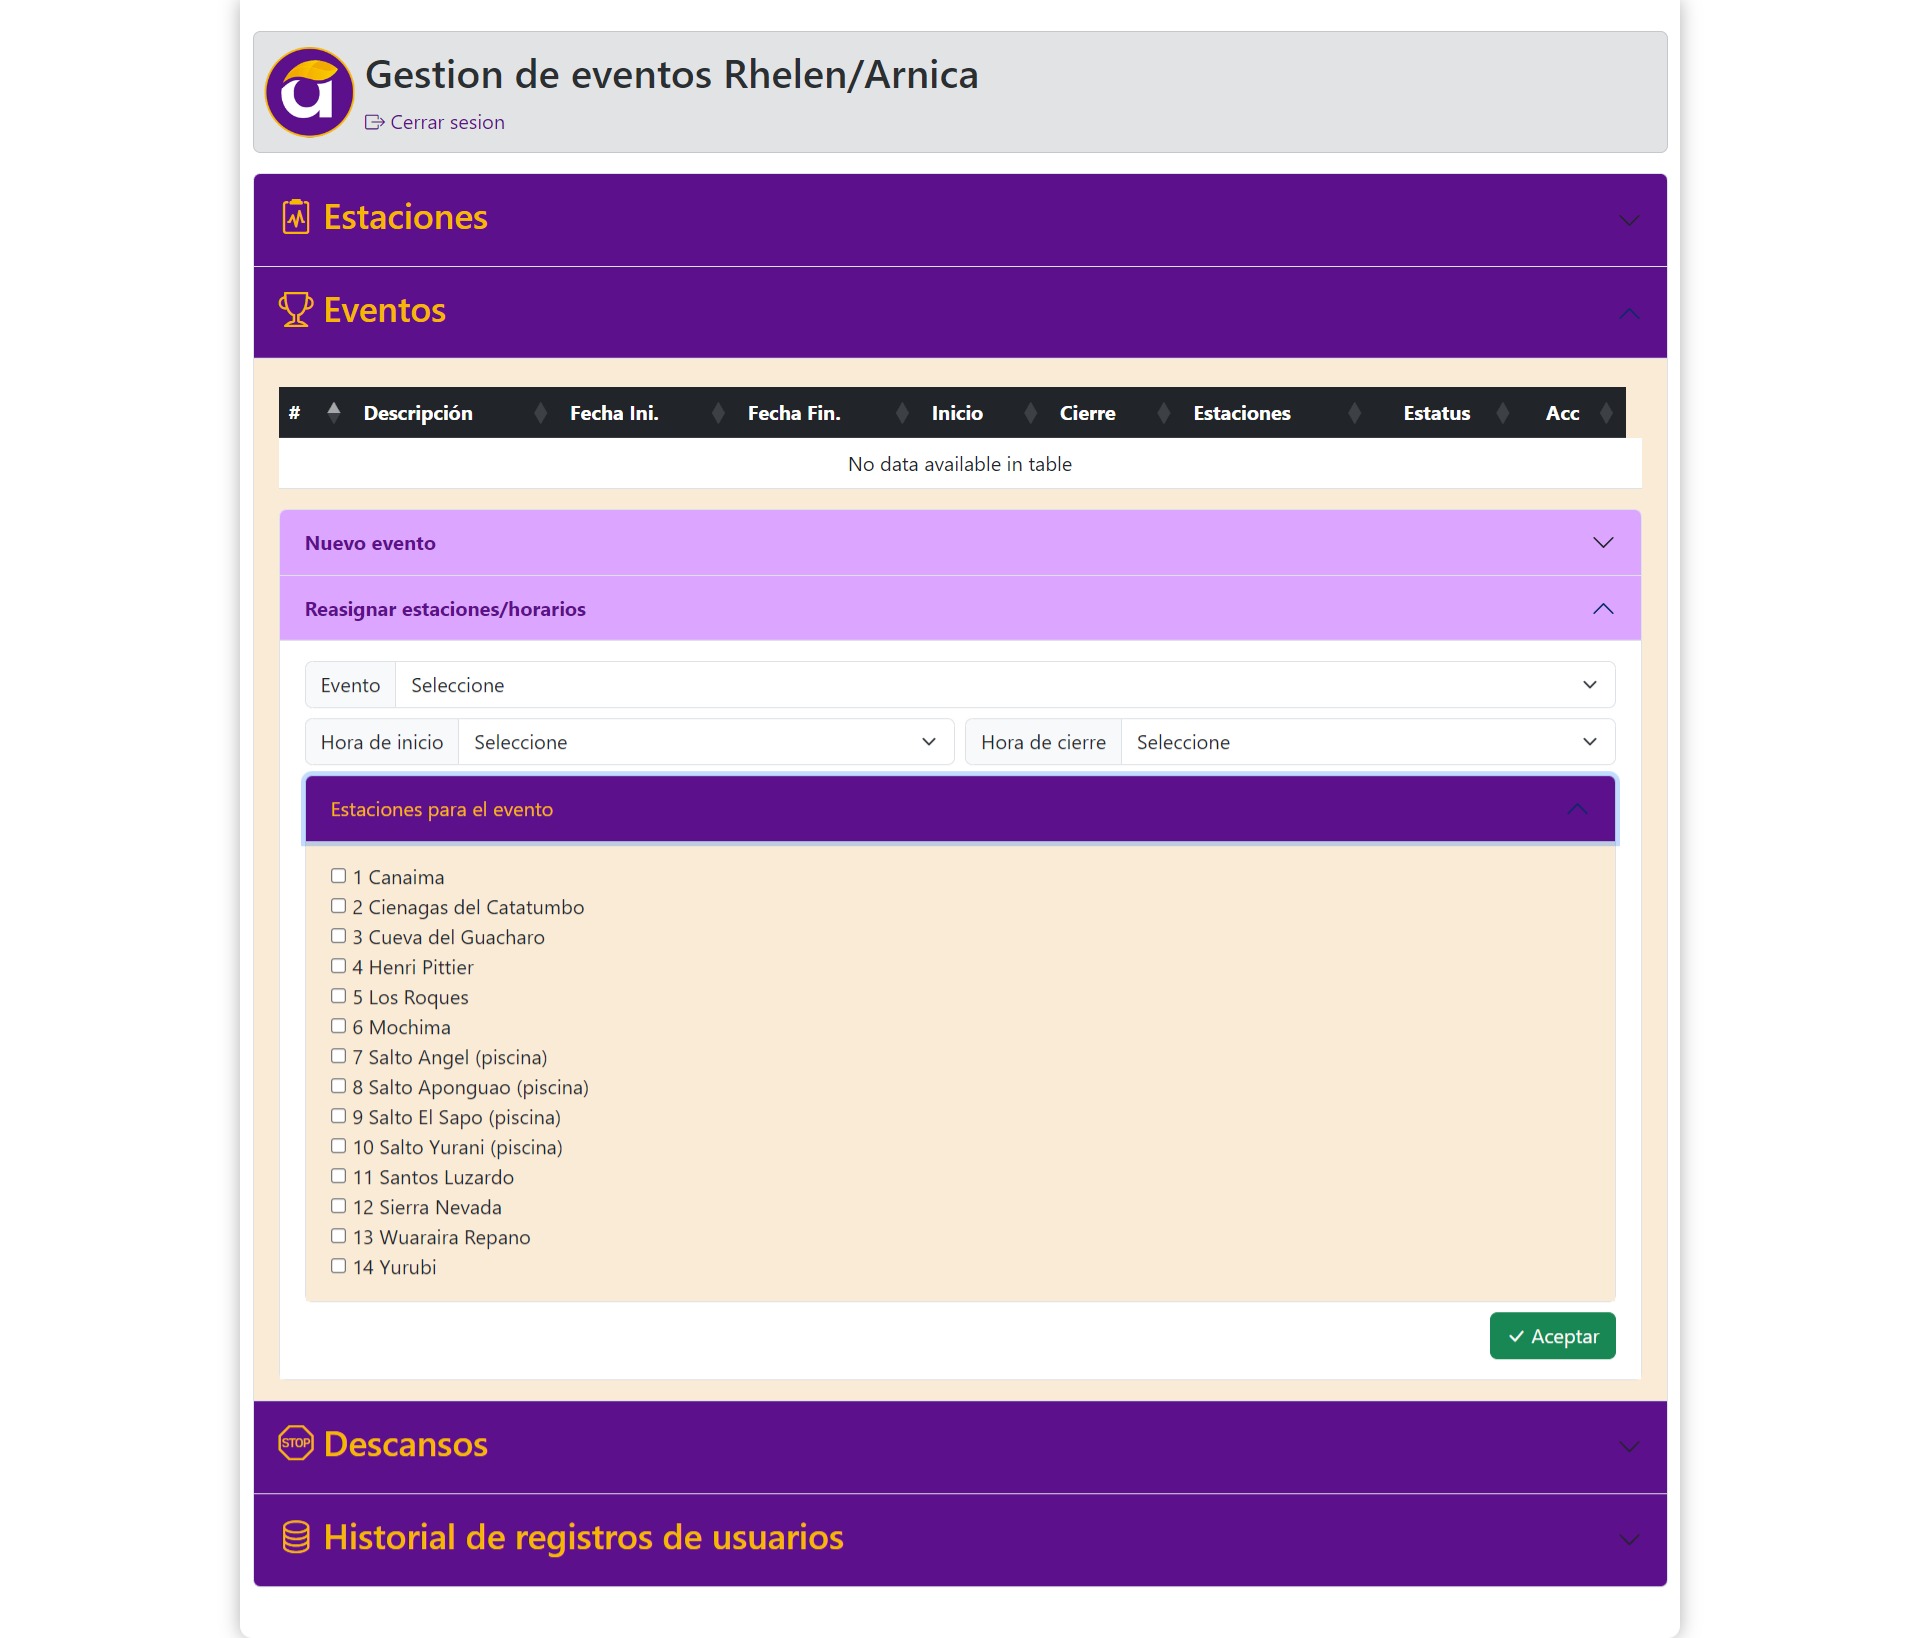 Gestion de eventos Rhelen/Arnica
Cerrar sesion
Estaciones
Eventos
# Descripción Fecha Ini. Fecha Fin. Inicio Cierre Estaciones Estatus Acc
No data available in table
Nuevo evento
Reasignar estaciones/horarios
Evento Seleccione
Hora de inicio Seleccione Hora de cierre Seleccione
Estaciones para el evento
1 Canaima
2 Cienagas del Catatumbo
3 Cueva del Guacharo
4 Henri Pittier
5 Los Roques
6 Mochima
7 Salto Angel (piscina)
8 Salto Aponguao (piscina)
9 Salto El Sapo (piscina)
10 Salto Yurani (piscina)
11 Santos Luzardo
12 Sierra Nevada
13 Wuaraira Repano
14 Yurubi
Aceptar
STOP Descansos
Historial de registros de usuarios